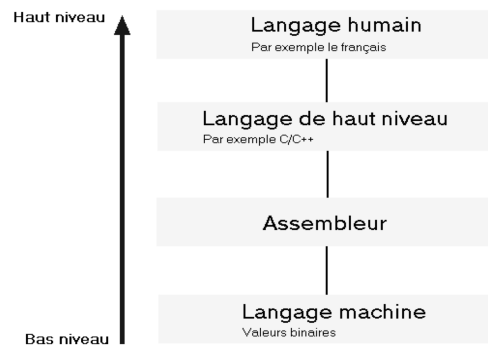 Haut niveau
Langage humain
Par exemple le français
Langage de haut niveau
Par exemple C/C++
Assembleur
Langage machine
Valeurs binaires
Bas niveau